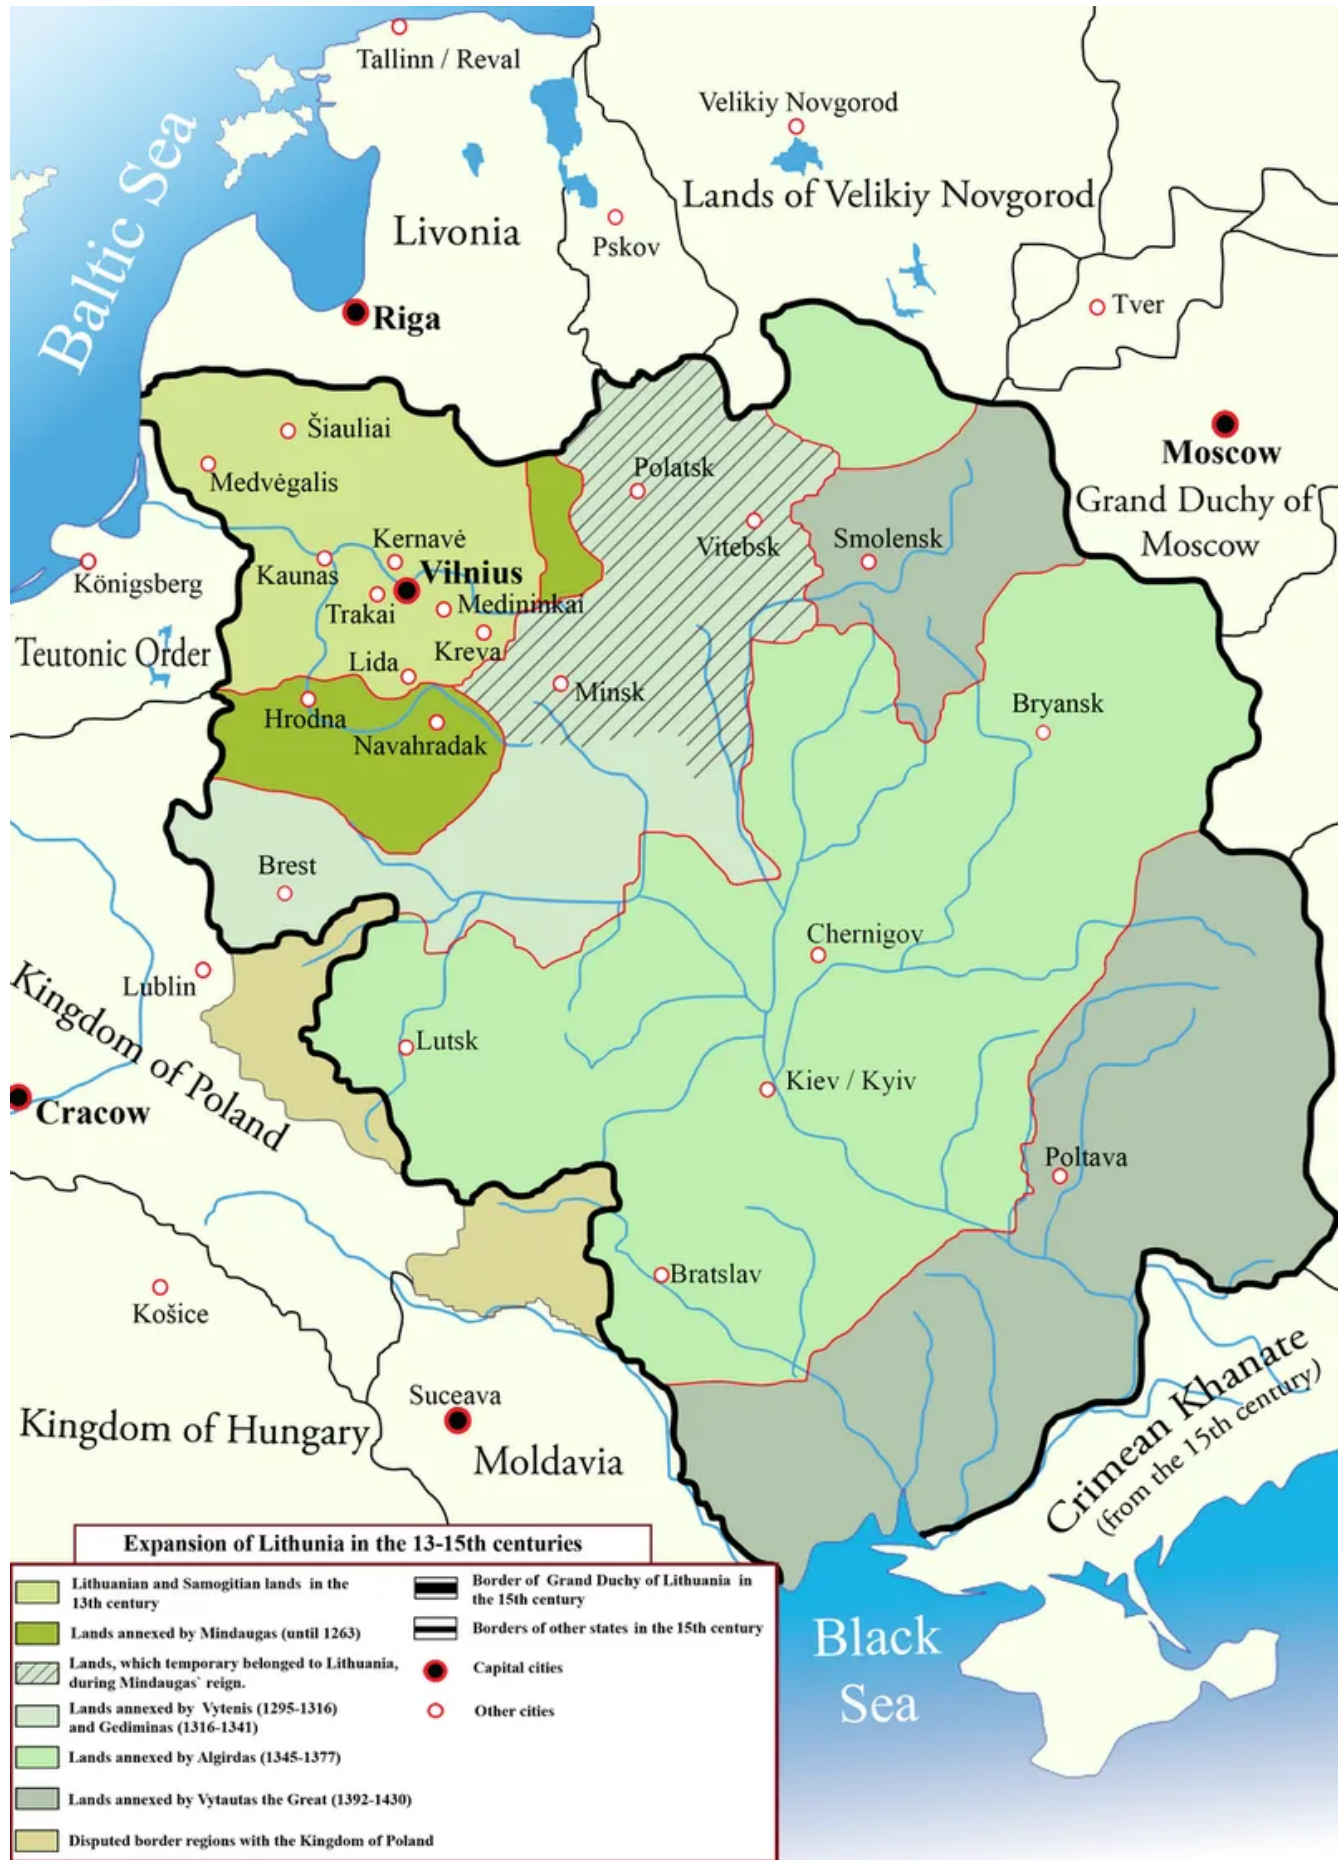 Tallinn / Reval
Velikiy Novgorod
Baltic Sea
Lands of Velikiy Novgorod
Livonia
Pskov
Tver
Riga
Šiauliai
Moscow
Medvėgalis
Polatsk
Grand Duchy of
Moscow
Kernavė
Vitebsk
Smolensk
Königsberg
Kaunas
Vilnius
Trakai
Medininkai
Teutonic Order
Kreva
Lida
Minsk
Hrodna
Bryansk
Navahradak
Brest
Chernigov
Lublin
Kingdom of Poland
Lutsk
Kiev / Kyiv
Cracow
Poltava
Bratslav
Košice
Crimean Khanate
(from the 15th century)
Suceava
Kingdom of Hungary
Moldavia
Black
Sea
Expansion of Lithunia in the 13-15th centuries
Lithuanian and Samogitian lands in the
13th century
Lands annexed by Mindaugas (until 1263)
Lands, which temporary belonged to Lithuania,
during Mindaugas` reign.
Lands annexed by Vytenis (1295-1316)
and Gediminas (1316-1341)
Lands annexed by Algirdas (1345-1377)
Lands annexed by Vytautas the Great (1392-1430)
Disputed border regions with the Kingdom of Poland
Border of Grand Duchy of Lithuania in
the 15th century
Borders of other states in the 15th century
Capital cities
Other cities